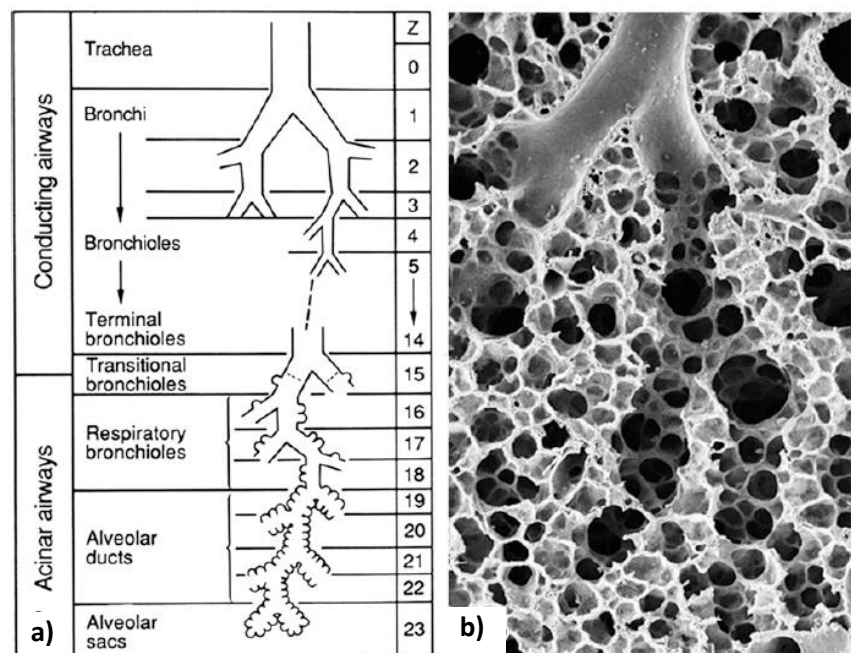 Z
Trachea
0
Conducting airways
Bronchi
1
2
3
4
Bronchioles
5
Terminal
bronchioles
14
Transitional
bronchioles
15
Acinar airways
16
Respiratory
bronchioles
17
18
19
Alveolar
ducts
20
21
22
Alveolar
sacs
23
a)
b)